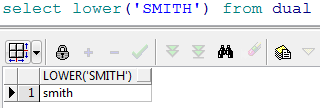 select lower('SMITH') from dual
LOWER('SMITH')
1 smith